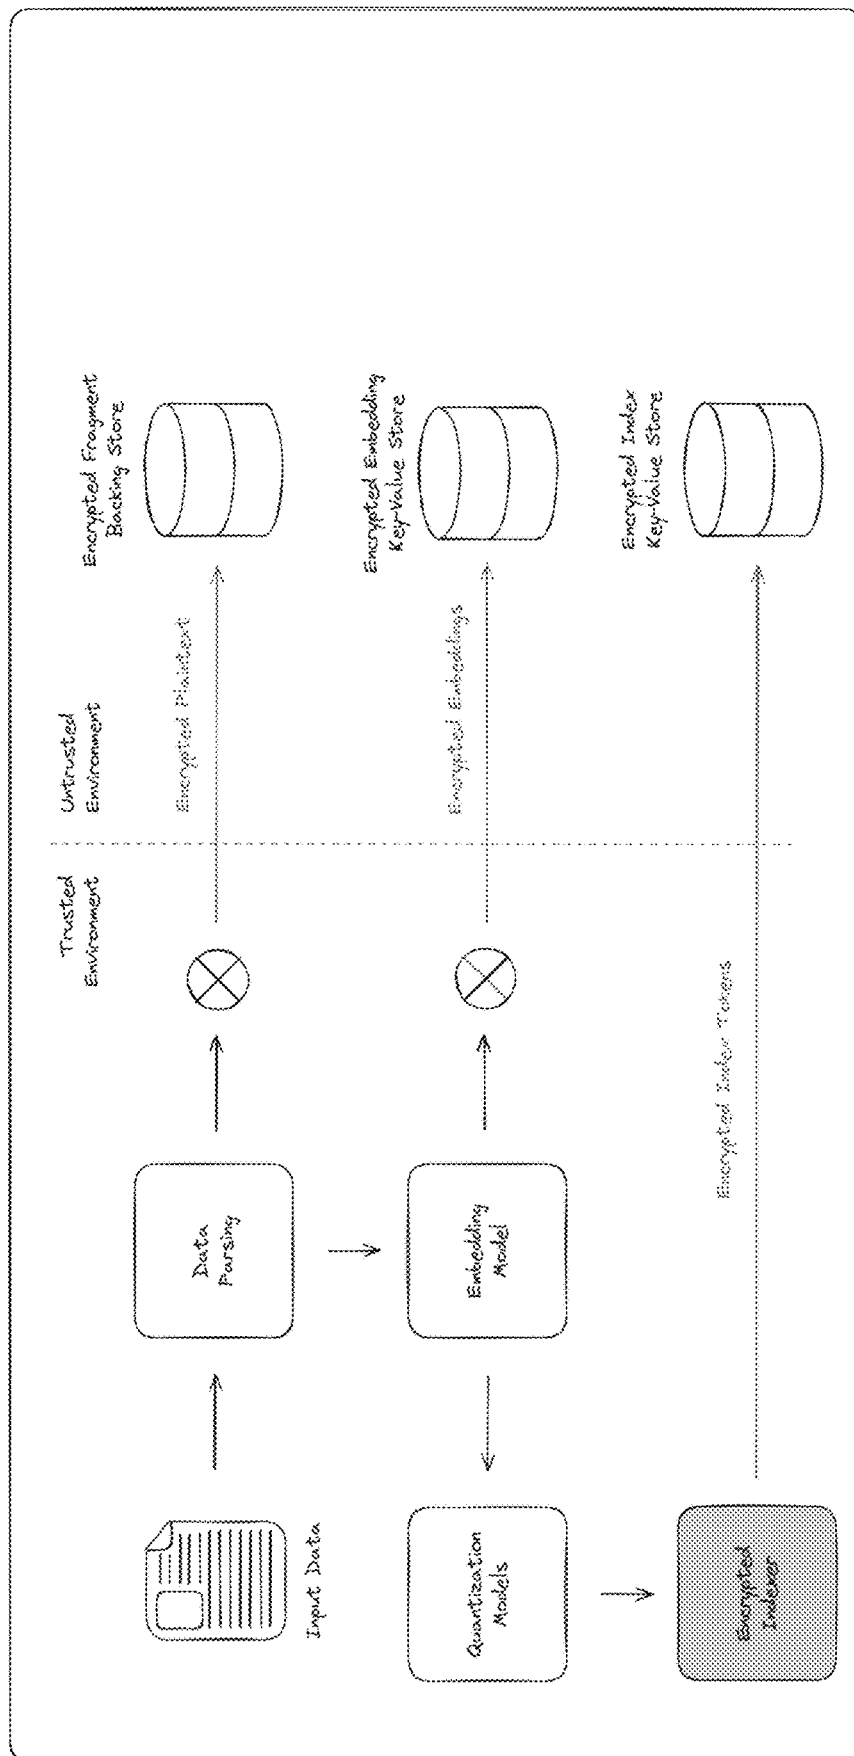 Trusted
Environment
Untrusted
Environment
Input Data
Data
Parsing
Encrypted Plaintext
Encrypted Fragment
Backing Store
Quantization
Models
Embedding
Model
Encrypted Embeddings
Encrypted Embedding
Key-Value Store
Encrypted
Indexer
Encrypted Index Tokens
Encrypted Index
Key-Value Store